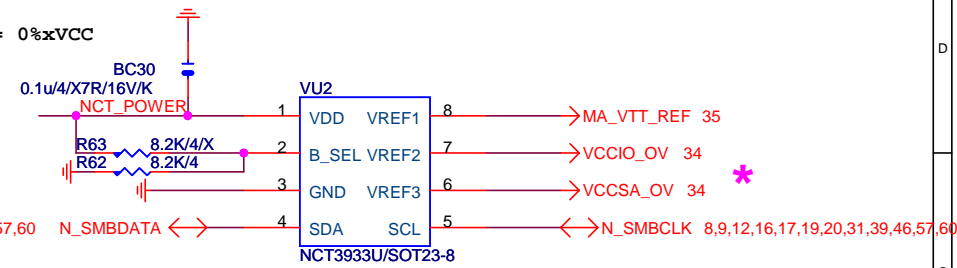 = 0%xVCC
D
BC30
0.1u/4/X7R/16V/K
VU2
NCT_POWER
1 VDD VREF1 8 MA_VTT_REF 35
R63 8.2K/4/X
2 B_SEL VREF2 7 VCCIO_OV 34
R62 8.2K/4
3 GND VREF3 6 VCCSA_OV 34 *
57,60 N_SMBDATA 4 SDA SCL 5 N_SMBCLK 8,9,12,16,17,19,20,31,39,46,57,60
NCT3933U/SOT23-8